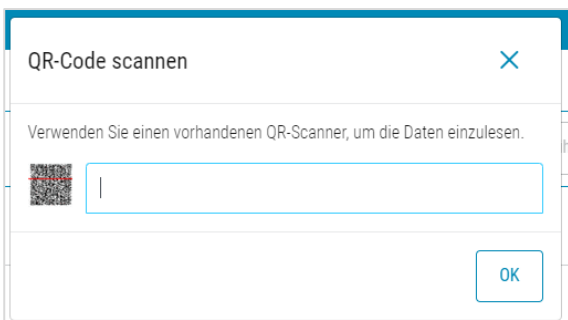 QR-Code scannen
Verwenden Sie einen vorhandenen QR-Scanner, um die Daten einzulesen.
OK